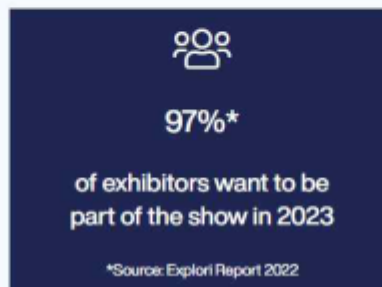 97%*
of exhibitors want to be
part of the show in 2023
*Source: Explori Report 2022